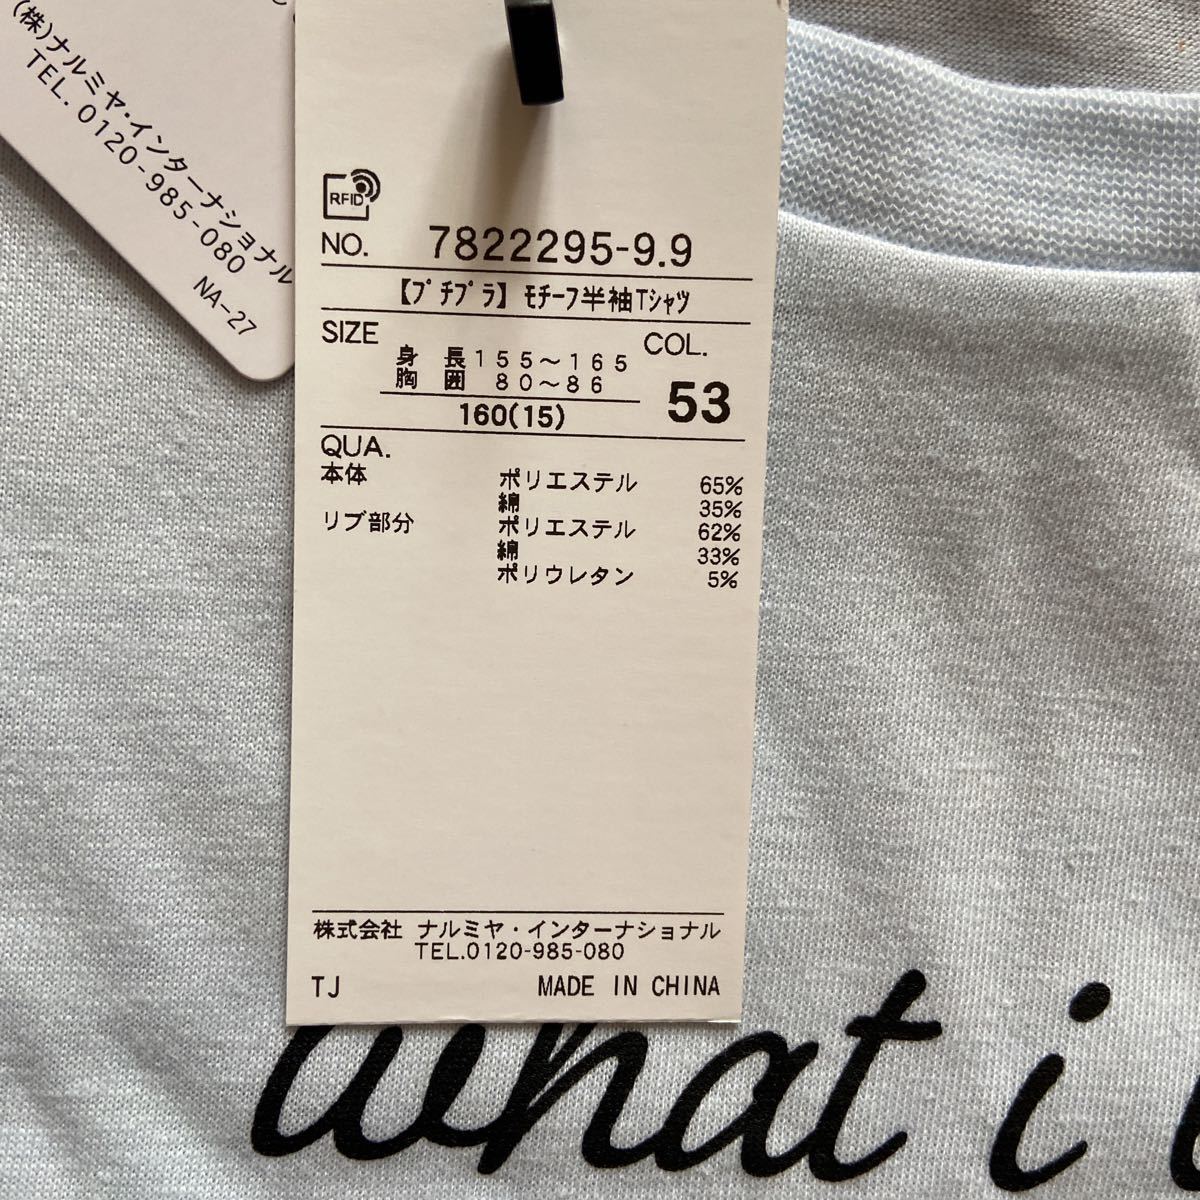 (株)ナルミヤ・インターナショナル
TEL. 0120-985-080
NA-27
RFID
NO. 7822295-9.9
【プチプラ】モチーフ半袖Tシャツ
SIZE COL.
身 長 155〜165
胸 囲 80〜86
160(15) 53
QUA.
本体 ポリエステル 65%
綿 35%
リブ部分 ポリエステル 62%
綿 33%
ポリウレタン 5%
株式会社 ナルミヤ・インターナショナル
TEL.0120-985-080
TJ MADE IN CHINA
what i